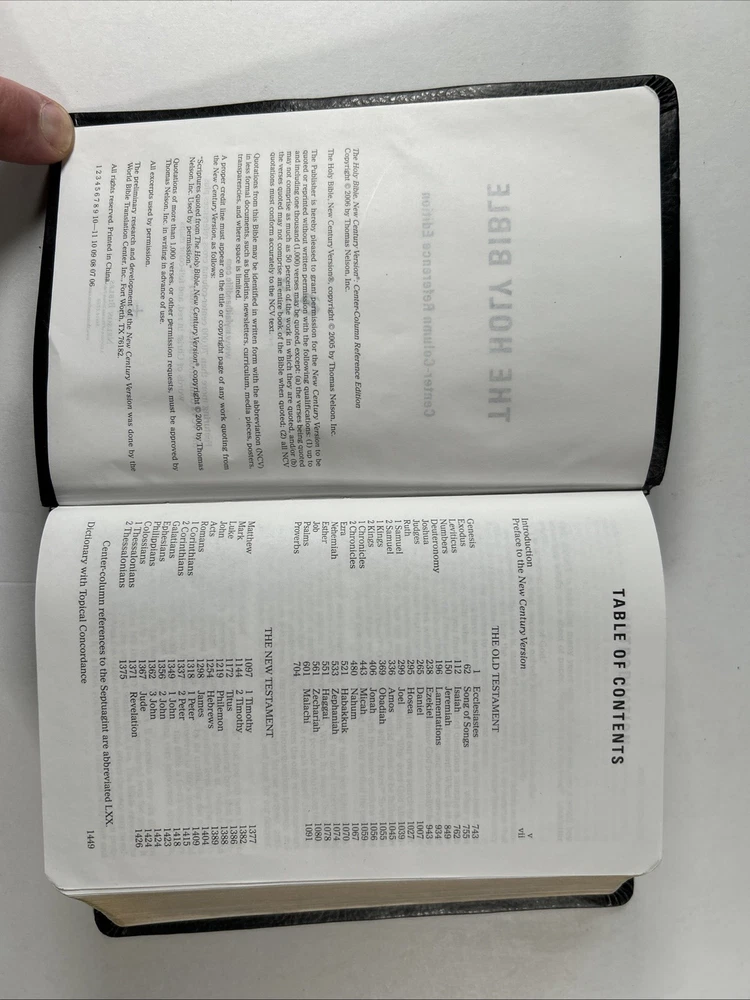 The Holy Bible, New Century Version®, Center-Column Reference Edition
Copyright © 2006 by Thomas Nelson, Inc.
The Holy Bible, New Century Version®, copyright © 2005 by Thomas Nelson, Inc.
The Publisher is hereby pleased to grant permission for the New Century Version to be
quoted or reprinted without written permission with the following qualifications: (1) up to
and including one thousand (1,000) verses may be quoted, except: (a) the verses being quoted
may not comprise as much as 50 percent of the work in which they are quoted, and/or (b)
the verses quoted may not comprise an entire book of the Bible when quoted; (2) all NCV
quotations must conform accurately to the NCV text.
Quotations from this Bible may be identified in written form with the abbreviation (NCV)
in less formal documents, such as bulletins, newsletters, curriculum, media pieces, posters,
transparencies, and where space is limited.
A proper credit line must appear on the title or copyright page of any work quoting from
the New Century Version, as follows:
"Scriptures quoted from The Holy Bible, New Century Version®, copyright © 2005 by Thomas
Nelson, Inc. Used by permission."
Quotations of more than 1,000 verses, or other permission requests, must be approved by
Thomas Nelson, Inc. in writing in advance of use.
All excerpts used by permission.
The preliminary research and development of the New Century Version was done by the
World Bible Translation Center, Inc., Fort Worth, TX 76182.
All rights reserved. Printed in China
1 2 3 4 5 6 7 8 9 10—11 10 09 08 07 06
TABLE OF CONTENTS
Introduction v
Preface to the New Century Version vii
THE OLD TESTAMENT
Genesis 1 Ecclesiastes 743
Exodus 62 Song of Songs 755
Leviticus 112 Isaiah 762
Numbers 150 Jeremiah 849
Deuteronomy 196 Lamentations 934
Joshua 238 Ezekiel 943
Judges 265 Daniel 1007
Ruth 295 Hosea 1027
1 Samuel 299 Joel 1039
2 Samuel 336 Amos 1045
1 Kings 369 Obadiah 1055
2 Kings 406 Jonah 1056
1 Chronicles 443 Micah 1059
2 Chronicles 480 Nahum 1067
Ezra 521 Habakkuk 1070
Nehemiah 533 Zephaniah 1074
Esther 551 Haggai 1078
Job 561 Zechariah 1080
Psalms 601 Malachi 1091
Proverbs 704
THE NEW TESTAMENT
Matthew 1097 1 Timothy 1377
Mark 1144 2 Timothy 1382
Luke 1172 Titus 1386
John 1219 Philemon 1388
Acts 1254 Hebrews 1389
Romans 1298 James 1404
1 Corinthians 1318 1 Peter 1409
2 Corinthians 1337 2 Peter 1415
Galatians 1349 1 John 1418
Ephesians 1356 2 John 1423
Philippians 1362 3 John 1424
Colossians 1367 Jude 1424
1 Thessalonians 1371 Revelation 1426
2 Thessalonians 1375
Center-column references to the Septuagint are abbreviated LXX.
Dictionary with Topical Concordance 1449